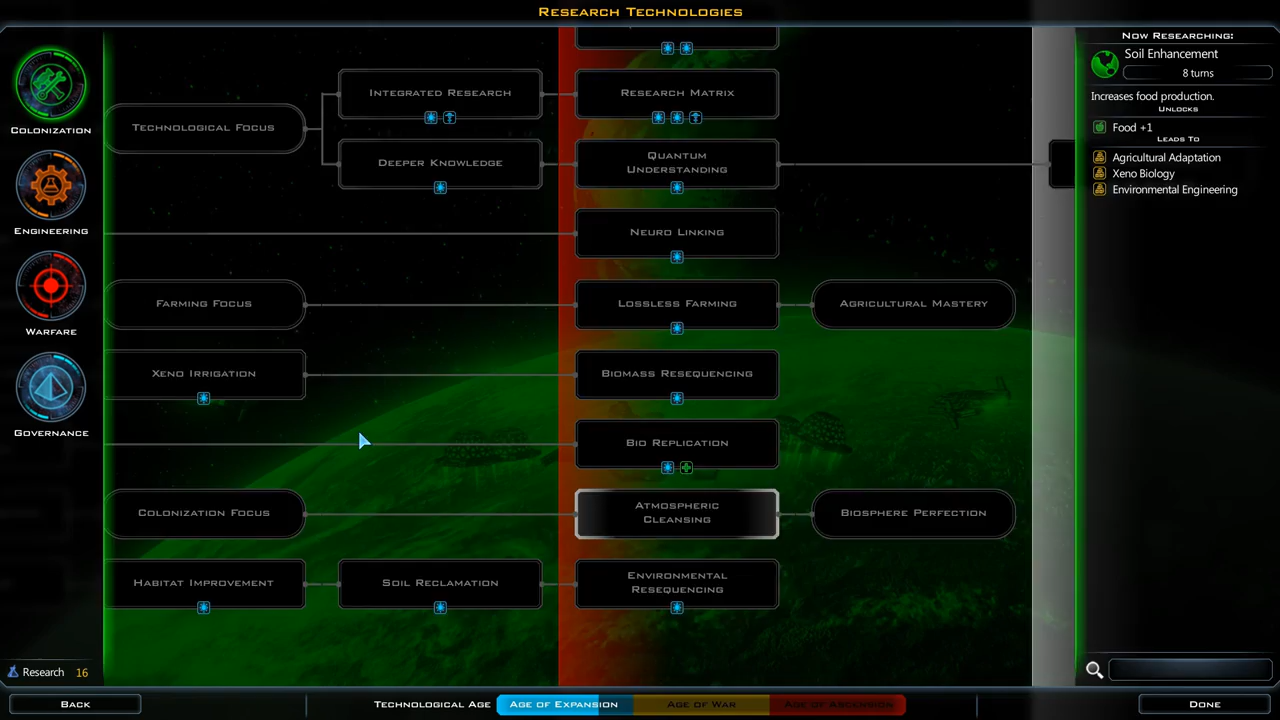 Research Technologies
Colonization
Engineering
Warfare
Governance
Research 16
Integrated Research
Research Matrix
Technological Focus
Deeper Knowledge
Quantum
Understanding
Neuro Linking
Farming Focus
Lossless Farming
Agricultural Mastery
Xeno Irrigation
Biomass Resequencing
Bio Replication
Colonization Focus
Atmospheric
Cleansing
Biosphere Perfection
Habitat Improvement
Soil Reclamation
Environmental
Resequencing
Now Researching:
Soil Enhancement
8 turns
Increases food production.
Unlocks
Food +1
Leads To
Agricultural Adaptation
Xeno Biology
Environmental Engineering
Back
Technological Age
Age of Expansion
Age of War
Age of Ascension
Done